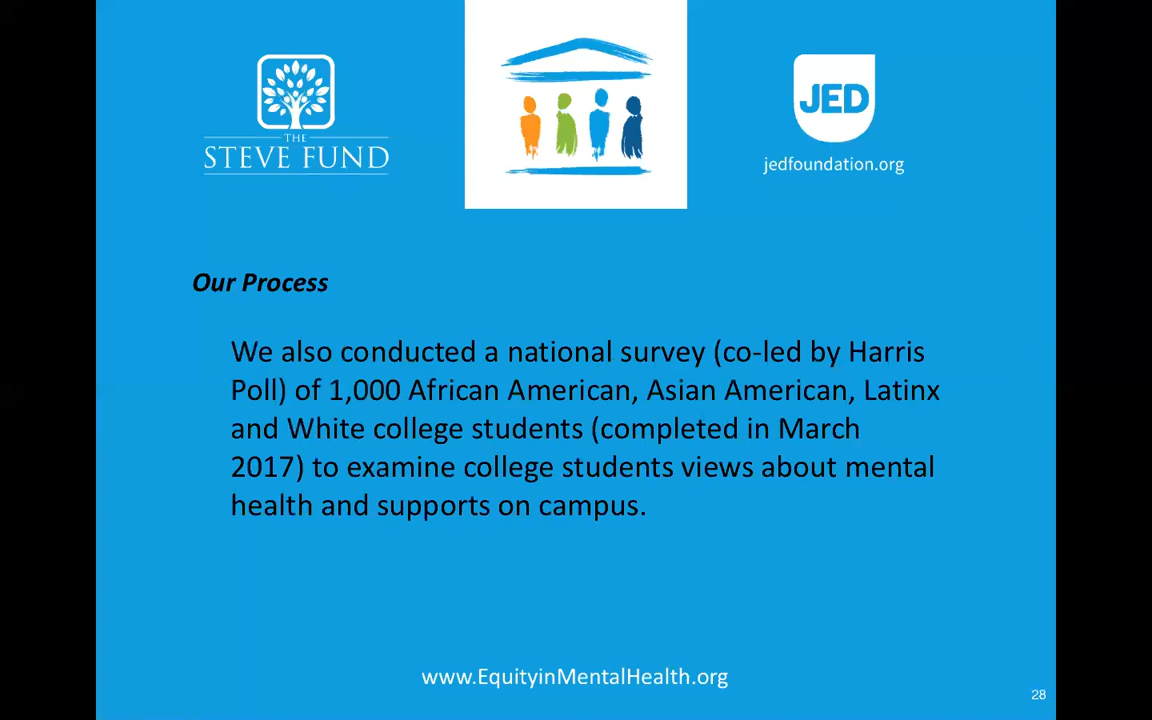 THE
STEVE FUND
JED
jedfoundation.org
Our Process
We also conducted a national survey (co-led by Harris
Poll) of 1,000 African American, Asian American, Latinx
and White college students (completed in March
2017) to examine college students views about mental
health and supports on campus.
www.EquityinMentalHealth.org
28